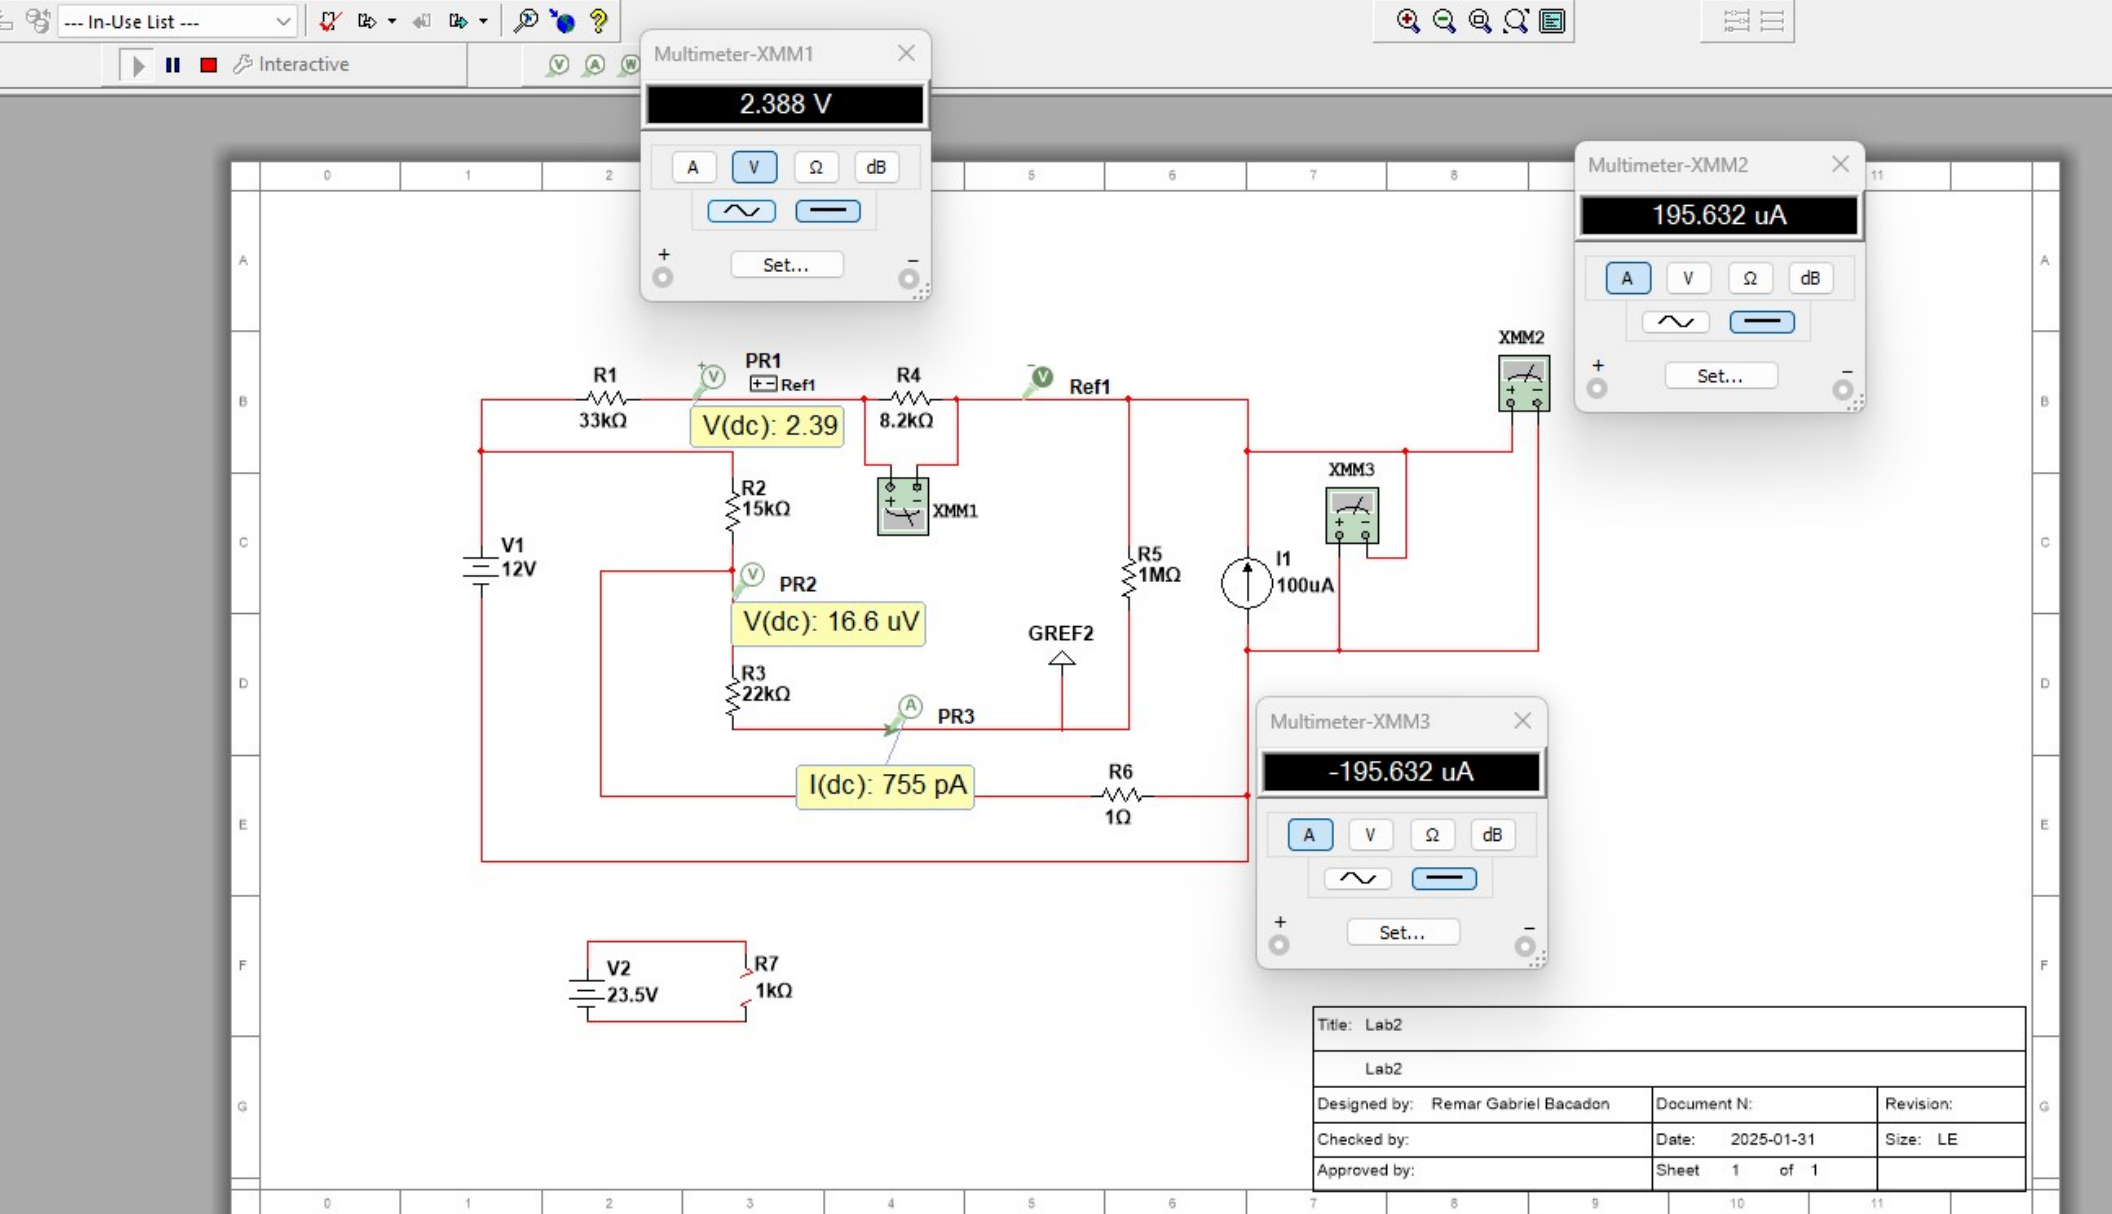 --- In-Use List ---
Interactive
V A W
Multimeter-XMM1
2.388 V
A V Ω dB
+ −
Set...
Multimeter-XMM2
195.632 uA
A V Ω dB
+ −
Set...
0 1 2 5 6 7 8 11
A A
B B
C C
D D
E E
F F
G G
XMM2
+ −
R1
33kΩ
V
PR1
+ - Ref1
V(dc): 2.39
R4
8.2kΩ
V
Ref1
XMM3
+ −
R2
15kΩ
+ −
XMM1
V1
12V
R5
1MΩ
I1
100uA
V
PR2
V(dc): 16.6 uV
GREF2
R3
22kΩ
A
PR3
I(dc): 755 pA
R6
1Ω
Multimeter-XMM3
-195.632 uA
A V Ω dB
+ −
Set...
V2
23.5V
R7
1kΩ
Title: Lab2
Lab2
Designed by: Remar Gabriel Bacadon
Document N:
Revision:
Checked by:
Date: 2025-01-31
Size: LE
Approved by:
Sheet 1 of 1
0 1 2 3 4 5 6 7 8 9 10 11